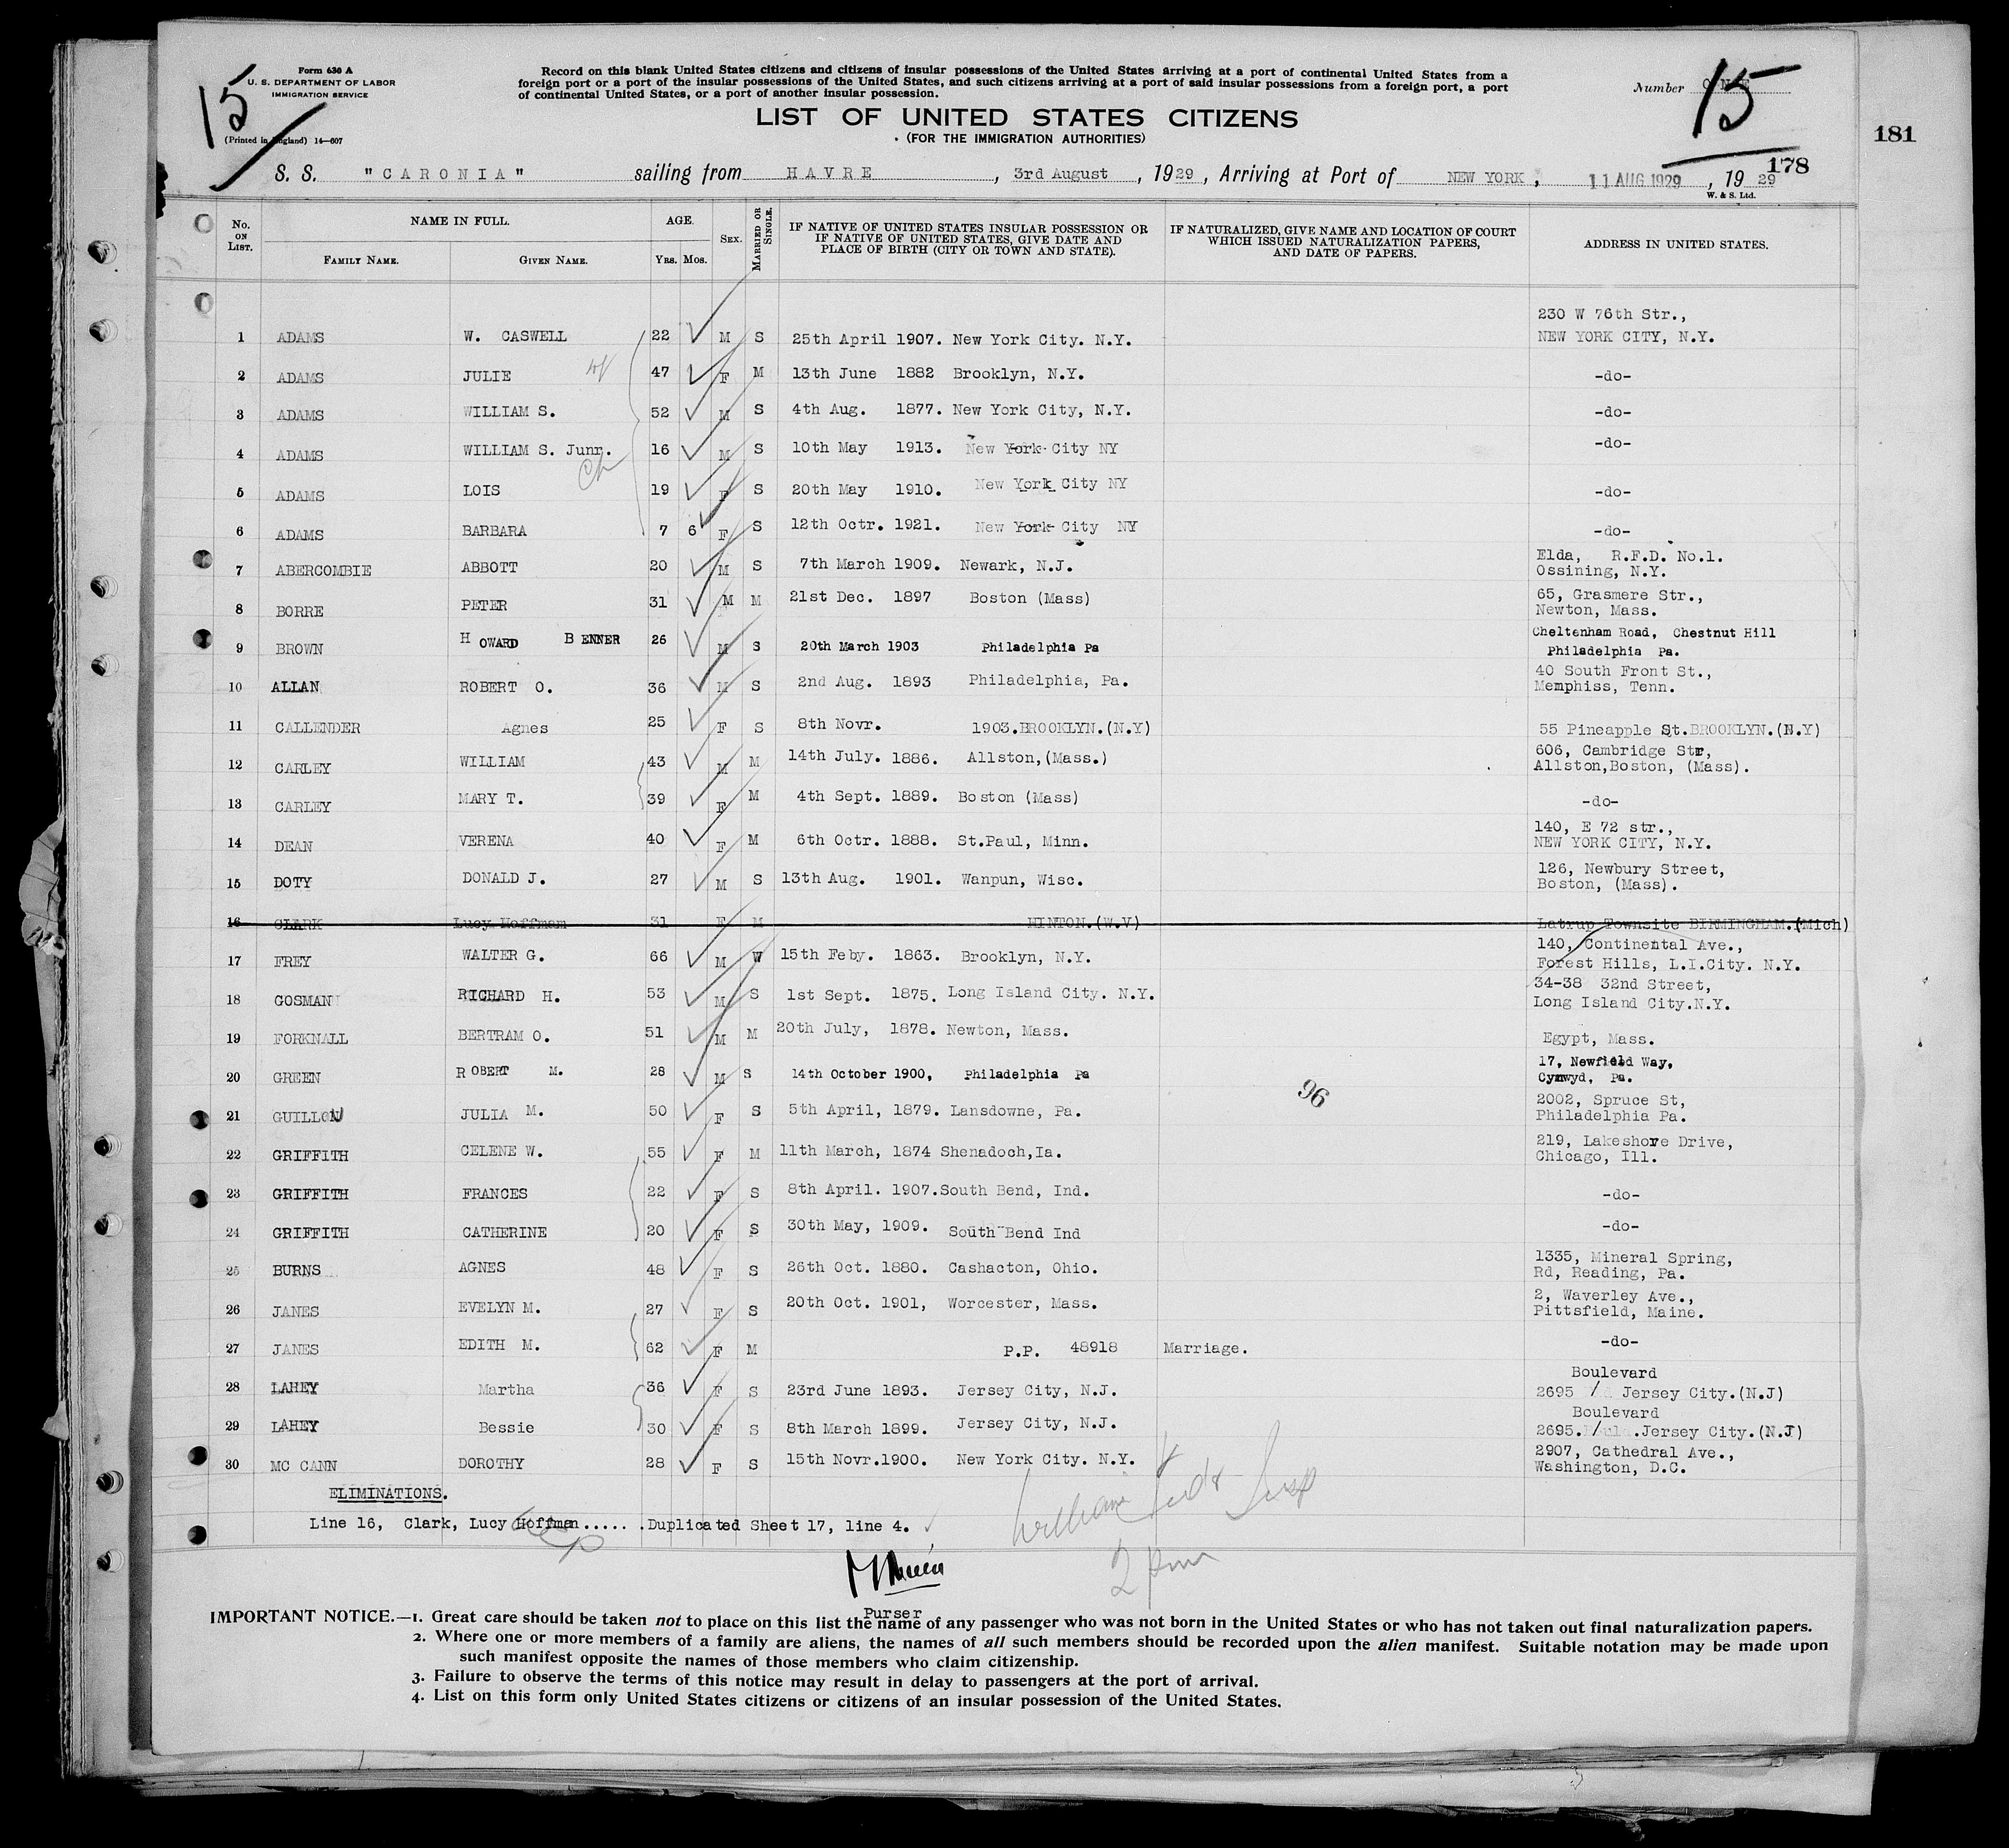 Form 630 A
U. S. DEPARTMENT OF LABOR
IMMIGRATION SERVICE
(Printed in England) 14—607
15
Record on this blank United States citizens and citizens of insular possessions of the United States arriving at a port of continental United States from a
foreign port or a port of the insular possessions of the United States, and such citizens arriving at a port of said insular possessions from a foreign port, a port
of continental United States, or a port of another insular possession.
Number ONE
15
181
LIST OF UNITED STATES CITIZENS
(FOR THE IMMIGRATION AUTHORITIES)
178
S. S. "CARONIA" sailing from HAVRE, 3rd August, 1929, Arriving at Port of NEW YORK, 11 AUG 1929, 19 29
W. & S. Ltd.
No. ON LIST. NAME IN FULL. FAMILY NAME. GIVEN NAME. AGE. Yrs. Mos. SEX. MARRIED OR SINGLE. IF NATIVE OF UNITED STATES INSULAR POSSESSION OR IF NATIVE OF UNITED STATES, GIVE DATE AND PLACE OF BIRTH (CITY OR TOWN AND STATE). IF NATURALIZED, GIVE NAME AND LOCATION OF COURT WHICH ISSUED NATURALIZATION PAPERS, AND DATE OF PAPERS. ADDRESS IN UNITED STATES.
230 W 76th Str.,
1 ADAMS W. CASWELL 22 M S 25th April 1907. New York City. N.Y. NEW YORK CITY, N.Y.
2 ADAMS JULIE 47 F M 13th June 1882 Brooklyn, N.Y. -do-
3 ADAMS WILLIAM S. 52 M S 4th Aug. 1877. New York City, N.Y. -do-
4 ADAMS WILLIAM S. Junr. 16 M S 10th May 1913. New York City NY -do-
5 ADAMS LOIS 19 F S 20th May 1910. New York City NY -do-
6 ADAMS BARBARA 7 6 F S 12th Octr. 1921. New York City NY -do-
Elda, R.F.D. No.1.
7 ABERCOMBIE ABBOTT 20 M S 7th March 1909. Newark, N.J. Ossining, N.Y.
65, Grasmere Str.,
8 BORRE PETER 31 M M 21st Dec. 1897 Boston (Mass) Newton, Mass.
Cheltenham Road, Chestnut Hill
9 BROWN HOWARD BENNER 26 M S 20th March 1903 Philadelphia Pa Philadelphia Pa.
40 South Front St.,
10 ALLAN ROBERT O. 36 M S 2nd Aug. 1893 Philadelphia, Pa. Memphiss, Tenn.
11 CALLENDER Agnes 25 F S 8th Novr. 1903.BROOKLYN.(N.Y) 55 Pineapple St.BROOKLYN.(N.Y)
606, Cambridge Str,
12 CARLEY WILLIAM 43 M M 14th July. 1886. Allston,(Mass.) Allston,Boston, (Mass).
13 CARLEY MARY T. 39 F M 4th Sept. 1889. Boston (Mass) -do-
140, E 72 str.,
14 DEAN VERENA 40 F M 6th Octr. 1888. St.Paul, Minn. NEW YORK CITY, N.Y.
126, Newbury Street,
15 DOTY DONALD J. 27 M S 13th Aug. 1901. Wanpun, Wisc. Boston, (Mass).
16 CLARK Lucy Hoffman 31 F M HINTON.(W.V) Latrup Townsite BIRMINGHAM.(Mich)
140, Continental Ave.,
17 FREY WALTER G. 66 M W 15th Feby. 1863. Brooklyn, N.Y. Forest Hills, L.I.City. N.Y.
34-38 32nd Street,
18 GOSMAN RICHARD H. 53 M S 1st Sept. 1875. Long Island City. N.Y. Long Island City.N.Y.
19 FORKNALL BERTRAM O. 51 M M 20th July, 1878. Newton, Mass. Egypt, Mass.
17, Newfield Way,
20 GREEN ROBERT M. 28 M S 14th October 1900, Philadelphia Pa Cynwyd, Pa.
96
2002, Spruce St,
21 GUILLOU JULIA M. 50 F S 5th April, 1879. Lansdowne, Pa. Philadelphia Pa.
219, Lakeshore Drive,
22 GRIFFITH CELENE W. 55 F M 11th March, 1874 Shenadoch,Ia. Chicago, Ill.
23 GRIFFITH FRANCES 22 F S 8th April. 1907.South Bend, Ind. -do-
24 GRIFFITH CATHERINE 20 F S 30th May, 1909. South Bend Ind -do-
1335, Mineral Spring,
25 BURNS AGNES 48 F S 26th Oct. 1880. Cashacton, Ohio. Rd, Reading, Pa.
2, Waverley Ave.,
26 JANES EVELYN M. 27 F S 20th Oct. 1901, Worcester, Mass. Pittsfield, Maine.
27 JANES EDITH M. 62 F M P.P. 48918 Marriage. -do-
Boulevard
28 LAHEY Martha 36 F S 23rd June 1893. Jersey City, N.J. 2695 / Jersey City.(N.J)
Boulevard
29 LAHEY Bessie 30 F S 8th March 1899. Jersey City, N.J. 2695. / .Jersey City.(N.J)
2907, Cathedral Ave.,
30 MC CANN DOROTHY 28 F S 15th Novr.1900. New York City. N.Y. Washington, D.C.
ELIMINATIONS.
Line 16, Clark, Lucy Hoffman.......Duplicated Sheet 17, line 4.
2 pm
Purser
IMPORTANT NOTICE.—1. Great care should be taken not to place on this list the name of any passenger who was not born in the United States or who has not taken out final naturalization papers.
2. Where one or more members of a family are aliens, the names of all such members should be recorded upon the alien manifest. Suitable notation may be made upon
such manifest opposite the names of those members who claim citizenship.
3. Failure to observe the terms of this notice may result in delay to passengers at the port of arrival.
4. List on this form only United States citizens or citizens of an insular possession of the United States.